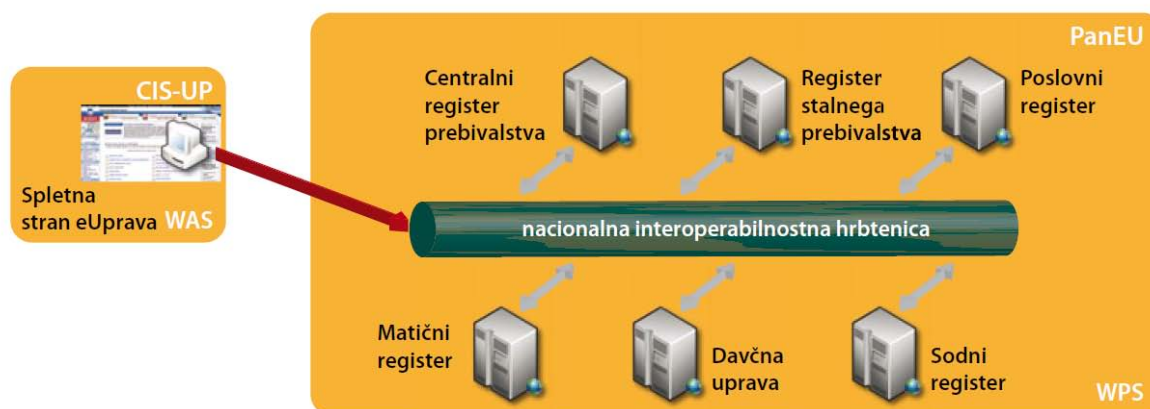 CIS-UP
Spletna
stran eUprava
WAS
PanEU
Centralni
register
prebivalstva
Register
stalnega
prebivalstva
Poslovni
register
nacionalna interoperabilnostna hrbtenica
Matični
register
Davčna
uprava
Sodni
register
WPS